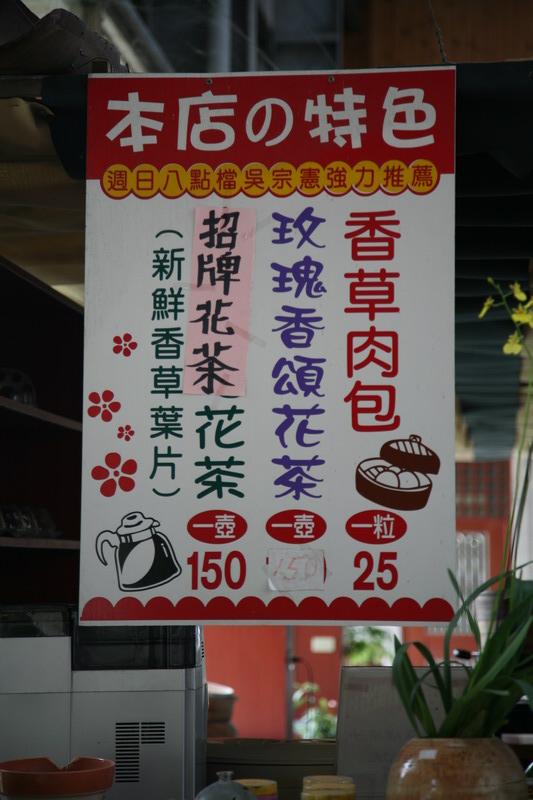 本店の特色
週日八點檔吳宗憲強力推薦
香草肉包
一粒
25
玫瑰香頌花茶
一壺
150
招牌花茶
花茶
一壺
150
（新鮮香草葉片）